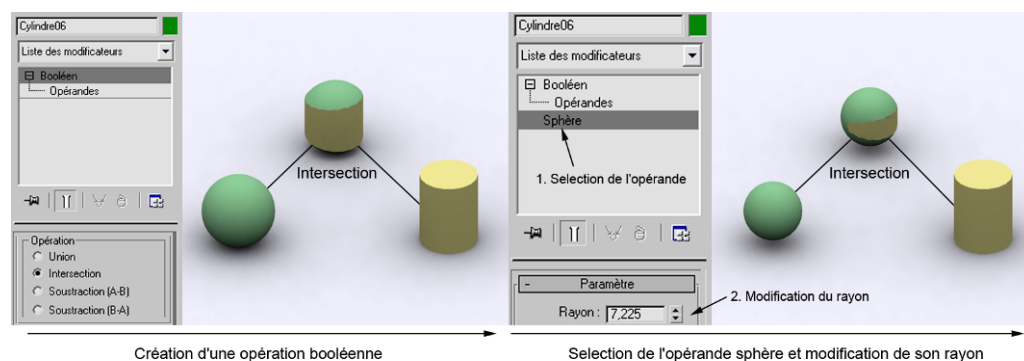 Cylindre06
Liste des modificateurs
Booléen
Opérandes
Opération
Union
Intersection
Soustraction (A-B)
Soustraction (B-A)
Intersection
Création d'une opération booléenne
Cylindre06
Liste des modificateurs
Booléen
Opérandes
Sphère
1. Selection de l'opérande
- Paramètre
Rayon : 7,225
2. Modification du rayon
Intersection
Selection de l'opérande sphère et modification de son rayon